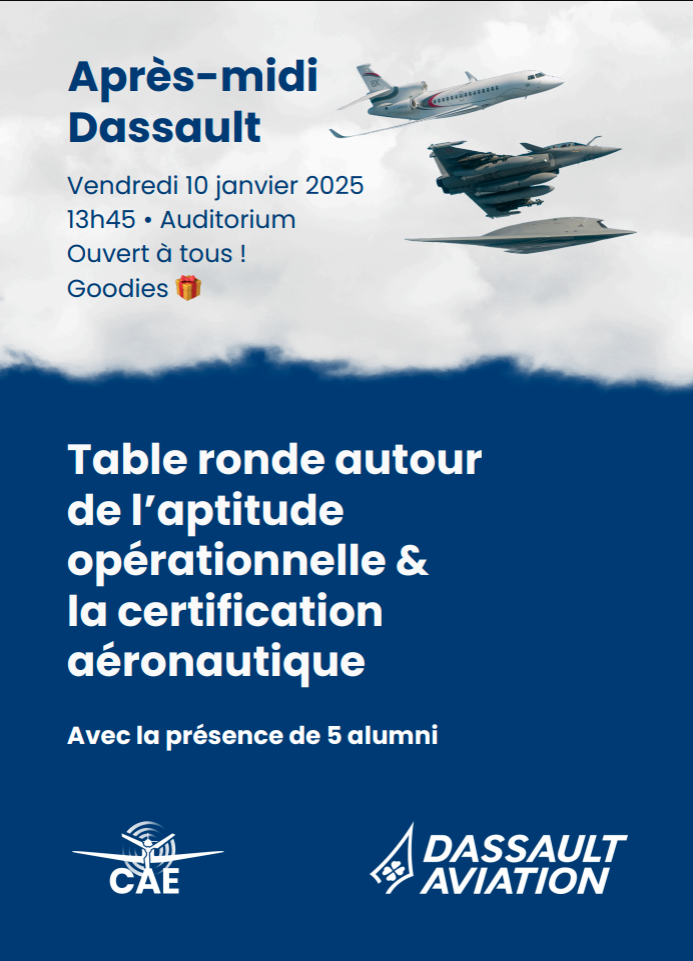 Après-midi
Dassault
Vendredi 10 janvier 2025
13h45 • Auditorium
Ouvert à tous !
Goodies 🎁
Table ronde autour
de l’aptitude
opérationnelle &
la certification
aéronautique
Avec la présence de 5 alumni
CAE
DASSAULT
AVIATION